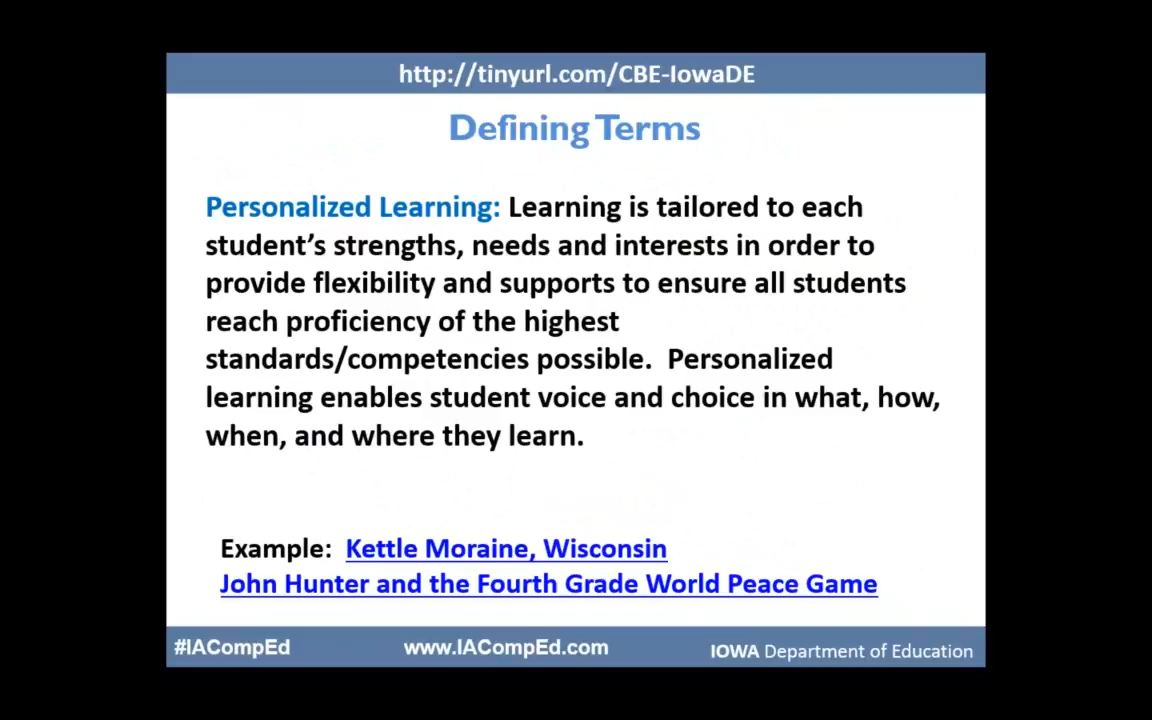 http://tinyurl.com/CBE-IowaDE
Defining Terms
Personalized Learning: Learning is tailored to each
student's strengths, needs and interests in order to
provide flexibility and supports to ensure all students
reach proficiency of the highest
standards/competencies possible.  Personalized
learning enables student voice and choice in what, how,
when, and where they learn.
Example:  Kettle Moraine, Wisconsin
John Hunter and the Fourth Grade World Peace Game
#IACompEd
www.IACompEd.com
IOWA Department of Education